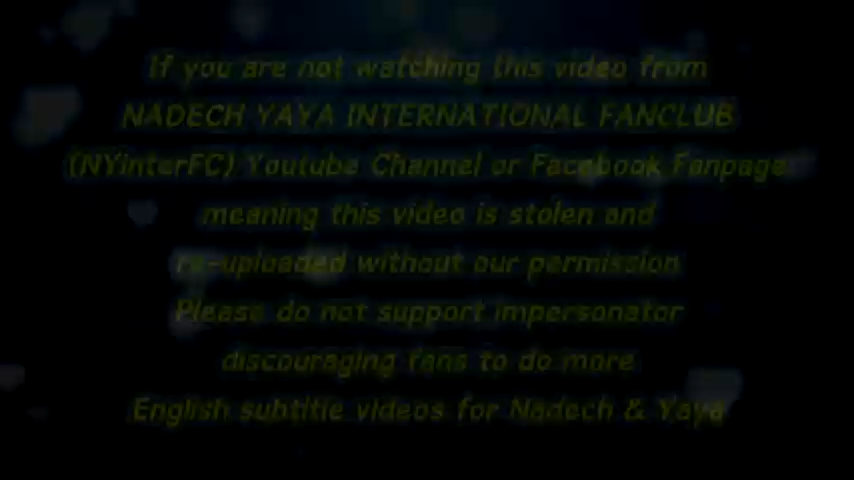 If you are not watching this video from
NADECH YAYA INTERNATIONAL FANCLUB
(NYinterFC) Youtube Channel or Facebook Fanpage
meaning this video is stolen and
re-uploaded without our permission
Please do not support impersonator
discouraging fans to do more
English subtitle videos for Nadech & Yaya